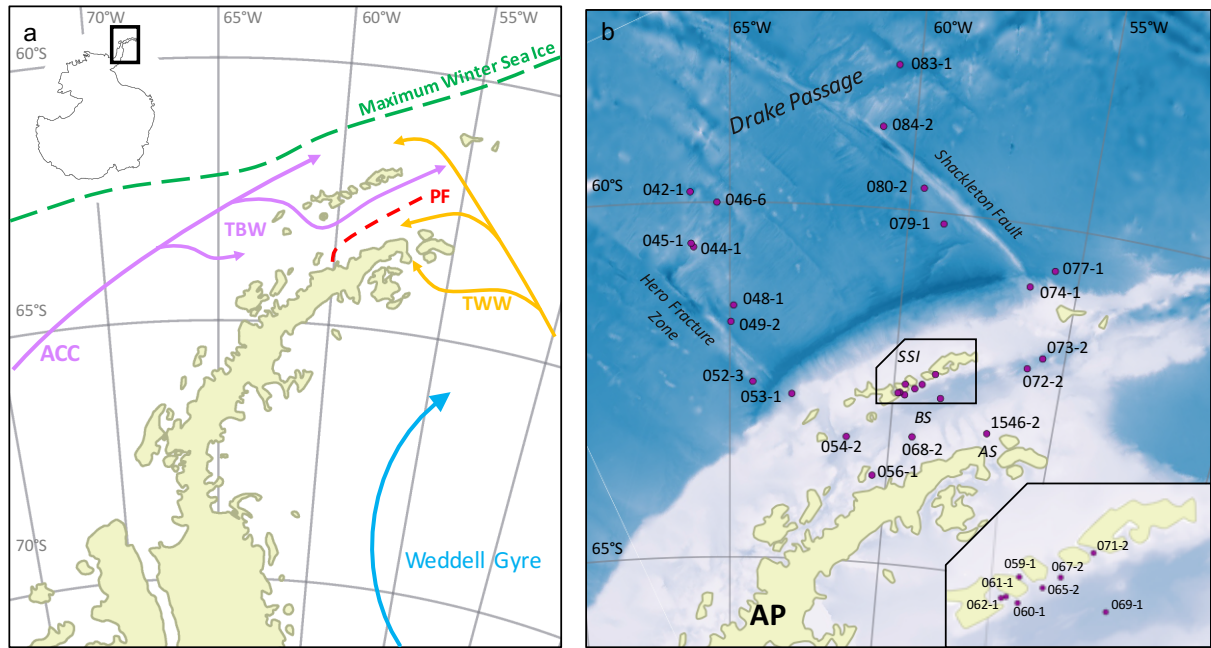 a
70°W
65°W
60°W
55°W
60°S
Maximum Winter Sea Ice
PF
TBW
TWW
65°S
ACC
Weddell Gyre
70°S
b
65°W
60°W
55°W
083-1
Drake Passage
084-2
Shackleton Fault
60°S
042-1
046-6
080-2
079-1
045-1
044-1
077-1
074-1
048-1
049-2
Hero Fracture
Zone
073-2
072-2
052-3
053-1
SSI
BS
1546-2
054-2
068-2
AS
056-1
65°S
AP
071-2
059-1
067-2
061-1
065-2
062-1
060-1
069-1